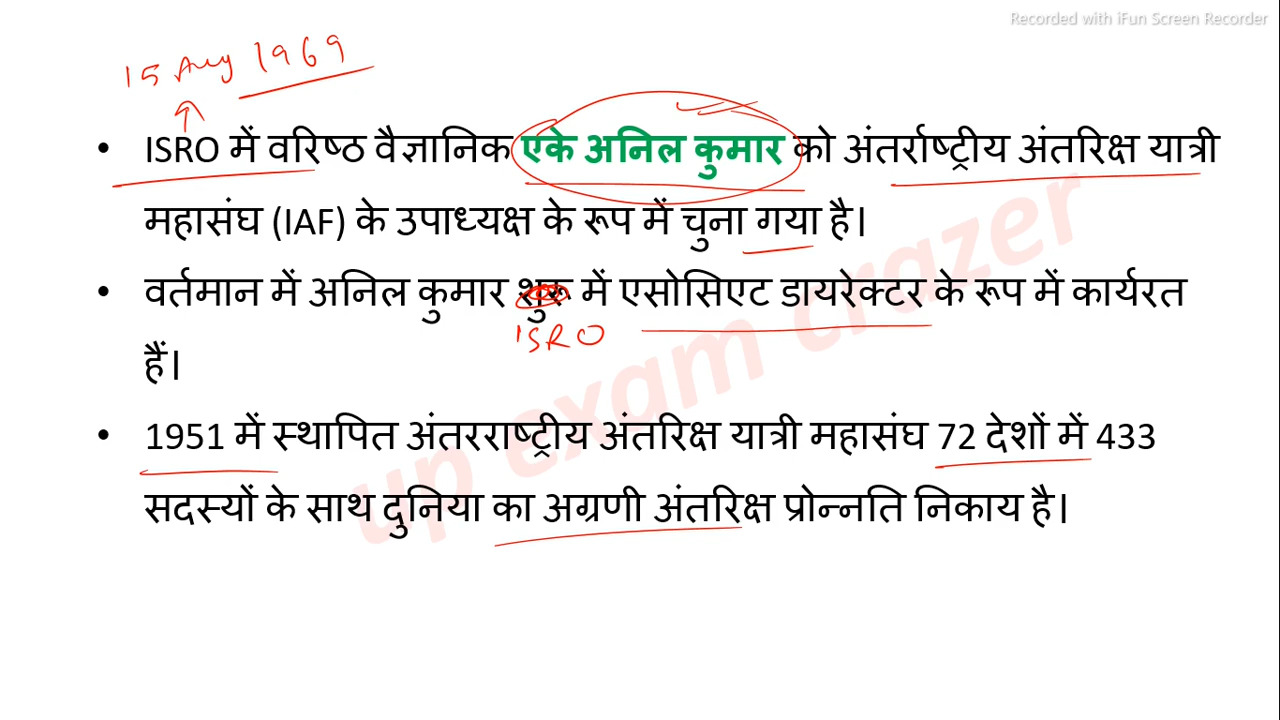 Recorded with iFun Screen Recorder
15 Aug 1969
• ISRO में वरिष्ठ वैज्ञानिक एके अनिल कुमार को अंतर्राष्ट्रीय अंतरिक्ष यात्री
महासंघ (IAF) के उपाध्यक्ष के रूप में चुना गया है।
• वर्तमान में अनिल कुमार शुरू में एसोसिएट डायरेक्टर के रूप में कार्यरत
ISRO
हैं।
• 1951 में स्थापित अंतरराष्ट्रीय अंतरिक्ष यात्री महासंघ 72 देशों में 433
सदस्यों के साथ दुनिया का अग्रणी अंतरिक्ष प्रोन्नति निकाय है।
up exam crazer